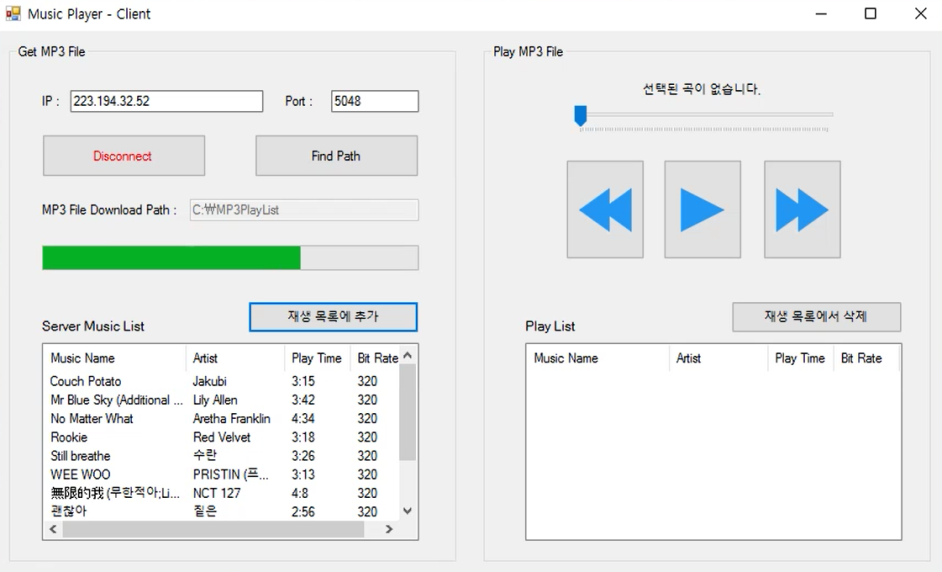 Music Player - Client
Get MP3 File
IP : 223.194.32.52 Port : 5048
Disconnect Find Path
MP3 File Download Path : C:₩MP3PlayList
Server Music List 재생 목록에 추가
Music Name Artist Play Time Bit Rate
Couch Potato Jakubi 3:15 320
Mr Blue Sky (Additional ... Lily Allen 3:42 320
No Matter What Aretha Franklin 4:34 320
Rookie Red Velvet 3:18 320
Still breathe 수란 3:26 320
WEE WOO PRISTIN (프... 3:13 320
無限的我 (무한적아;Li... NCT 127 4:8 320
괜찮아 짙은 2:56 320
Play MP3 File
선택된 곡이 없습니다.
Play List 재생 목록에서 삭제
Music Name Artist Play Time Bit Rate